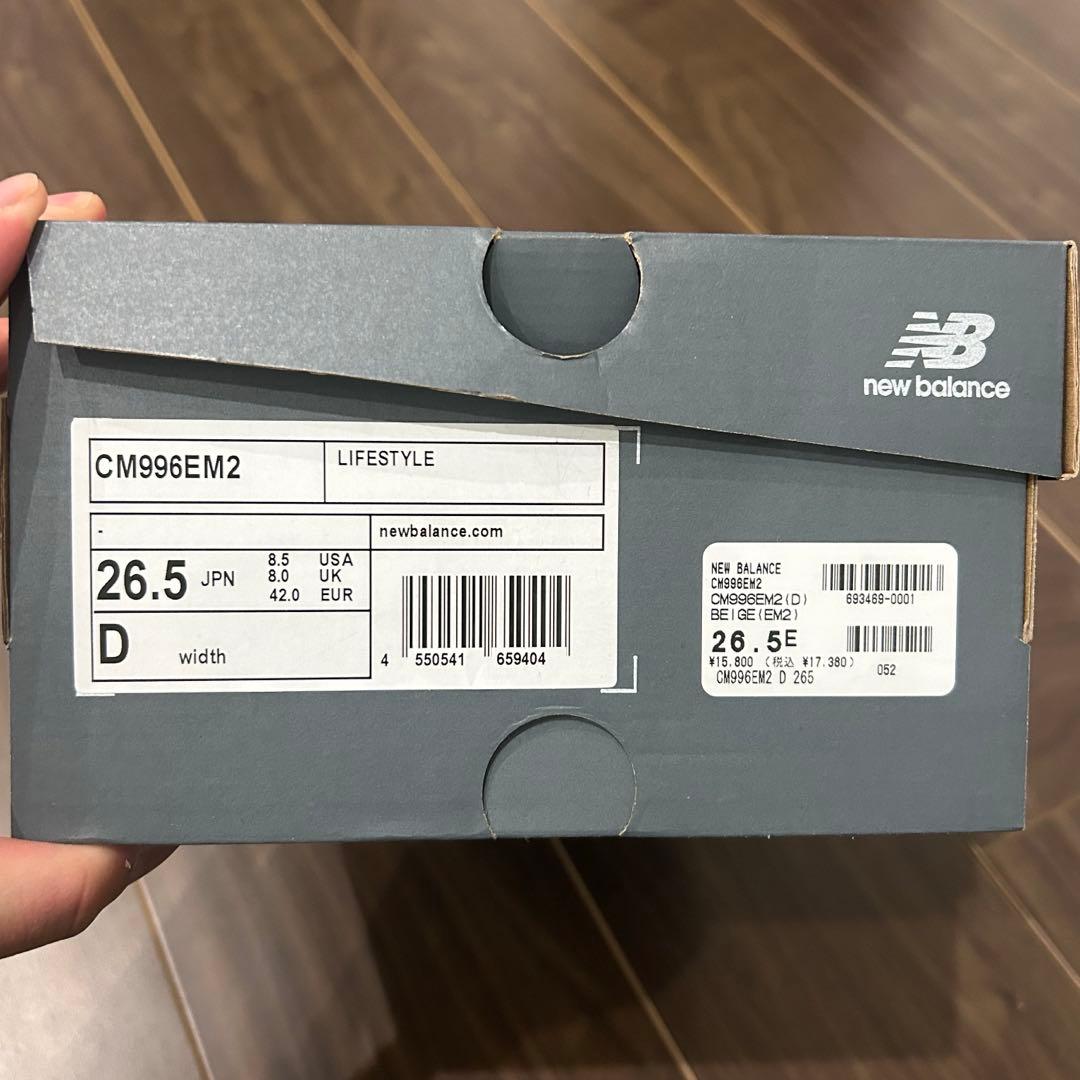 NB
new balance
CM996EM2
LIFESTYLE
-
newbalance.com
26.5 JPN
8.5 USA
8.0 UK
42.0 EUR
D width
4 550541 659404
NEW BALANCE
CM996EM2
CM996EM2(D)
693469-0001
BEIGE(EM2)
26.5E
¥15.800 (税込 ¥17.380)
052
CM996EM2 D 265